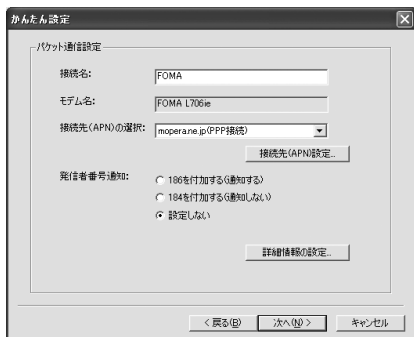 かんたん設定
パケット通信設定
接続名: FOMA
モデム名: FOMA L706ie
接続先(APN)の選択: mopera.ne.jp(PPP接続)
接続先(APN)設定...
発信者番号通知: 186を付加する(通知する)
184を付加する(通知しない)
設定しない
詳細情報の設定...
< 戻る(B) 次へ(N) > キャンセル